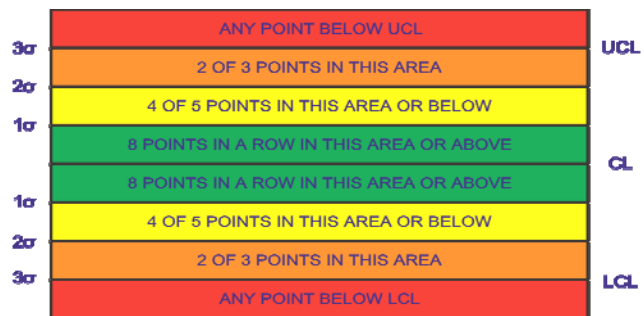 ANY POINT BELOW UCL
3σ UCL
2 OF 3 POINTS IN THIS AREA
2σ
4 OF 5 POINTS IN THIS AREA OR BELOW
1σ
8 POINTS IN A ROW IN THIS AREA OR ABOVE
CL
8 POINTS IN A ROW IN THIS AREA OR ABOVE
1σ
4 OF 5 POINTS IN THIS AREA OR BELOW
2σ
2 OF 3 POINTS IN THIS AREA
3σ LCL
ANY POINT BELOW LCL